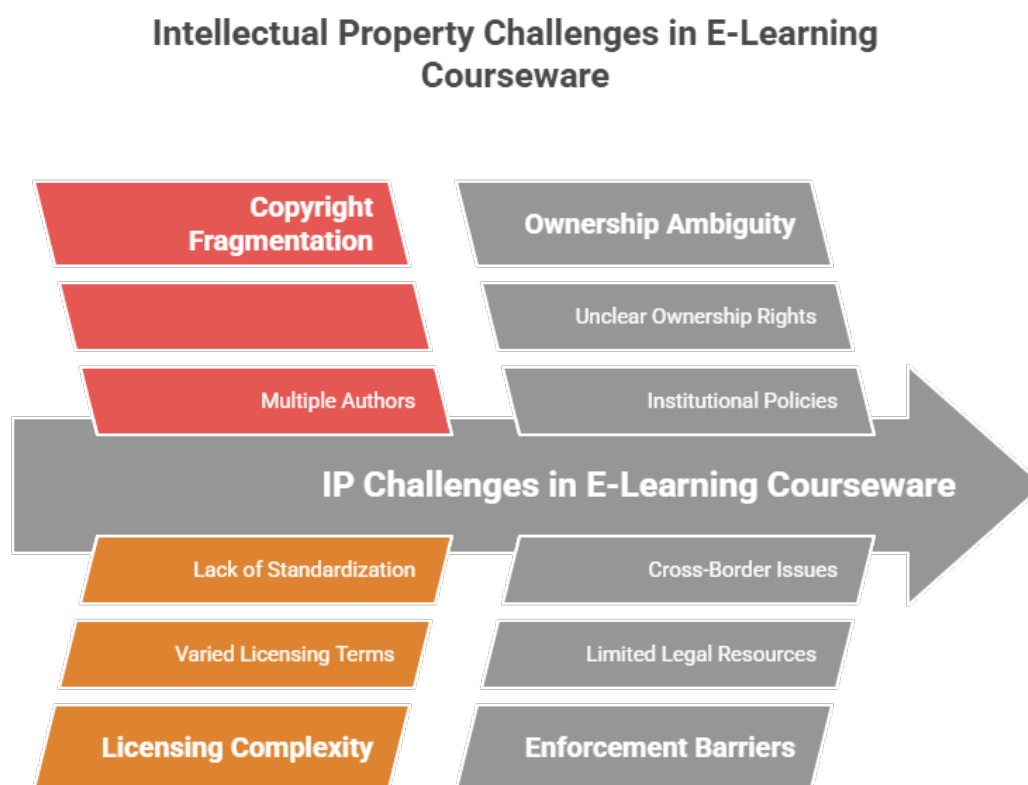 Intellectual Property Challenges in E-Learning
Courseware
Copyright
Fragmentation
Multiple Authors
Ownership Ambiguity
Unclear Ownership Rights
Institutional Policies
IP Challenges in E-Learning Courseware
Lack of Standardization
Varied Licensing Terms
Licensing Complexity
Cross-Border Issues
Limited Legal Resources
Enforcement Barriers